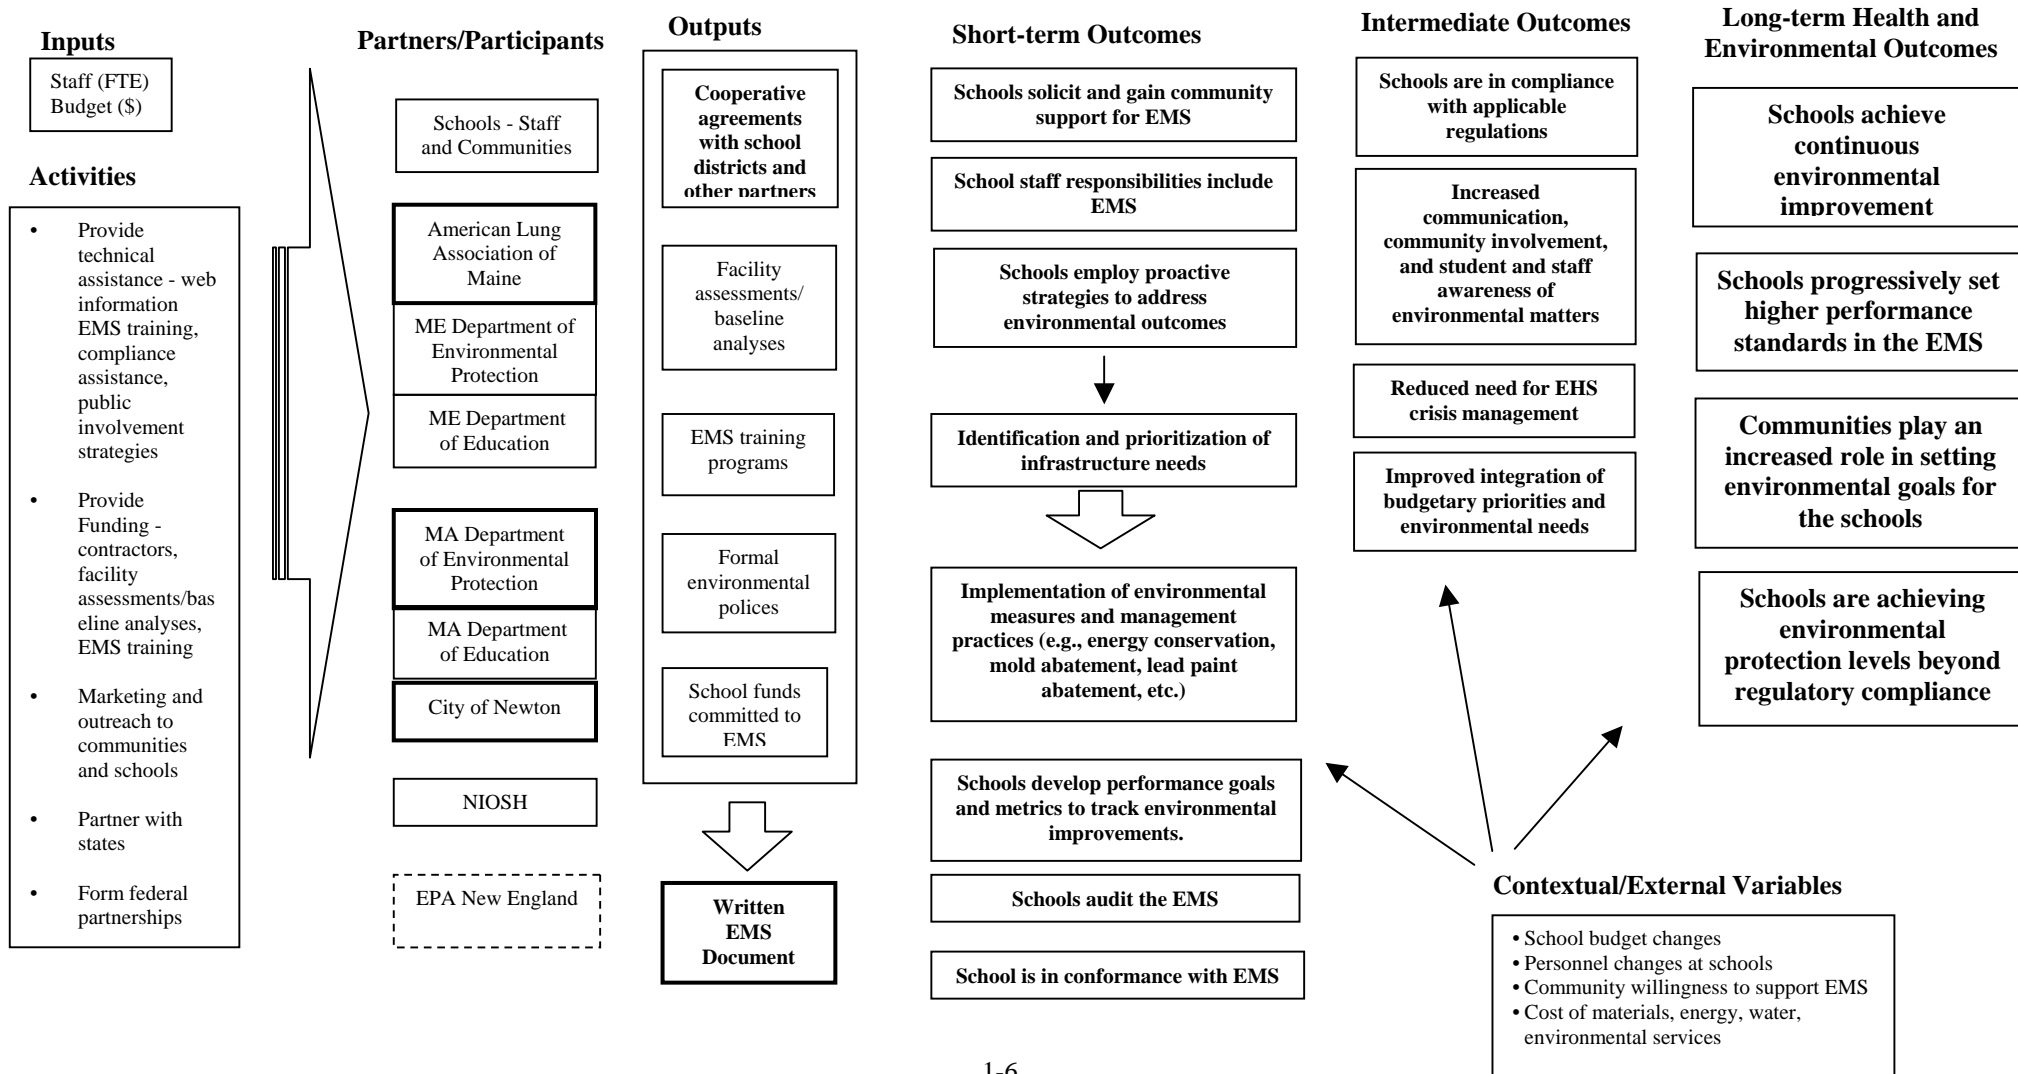 Inputs
Staff (FTE)
Budget ($)
Activities
• Provide
technical
assistance - web
information
EMS training,
compliance
assistance,
public
involvement
strategies
• Provide
Funding -
contractors,
facility
assessments/bas
eline analyses,
EMS training
• Marketing and
outreach to
communities
and schools
• Partner with
states
• Form federal
partnerships
Partners/Participants
Schools - Staff
and Communities
American Lung
Association of
Maine
ME Department of
Environmental
Protection
ME Department
of Education
MA Department
of Environmental
Protection
MA Department
of Education
City of Newton
NIOSH
EPA New England
Outputs
Cooperative
agreements
with school
districts and
other partners
Facility
assessments/
baseline
analyses
EMS training
programs
Formal
environmental
polices
School funds
committed to
EMS
Written
EMS
Document
Short-term Outcomes
Schools solicit and gain community
support for EMS
School staff responsibilities include
EMS
Schools employ proactive
strategies to address
environmental outcomes
Identification and prioritization of
infrastructure needs
Implementation of environmental
measures and management
practices (e.g., energy conservation,
mold abatement, lead paint
abatement, etc.)
Schools develop performance goals
and metrics to track environmental
improvements.
Schools audit the EMS
School is in conformance with EMS
Intermediate Outcomes
Schools are in compliance
with applicable
regulations
Increased
communication,
community involvement,
and student and staff
awareness of
environmental matters
Reduced need for EHS
crisis management
Improved integration of
budgetary priorities and
environmental needs
Long-term Health and
Environmental Outcomes
Schools achieve
continuous
environmental
improvement
Schools progressively set
higher performance
standards in the EMS
Communities play an
increased role in setting
environmental goals for
the schools
Schools are achieving
environmental
protection levels beyond
regulatory compliance
Contextual/External Variables
• School budget changes
• Personnel changes at schools
• Community willingness to support EMS
• Cost of materials, energy, water,
environmental services
1-6